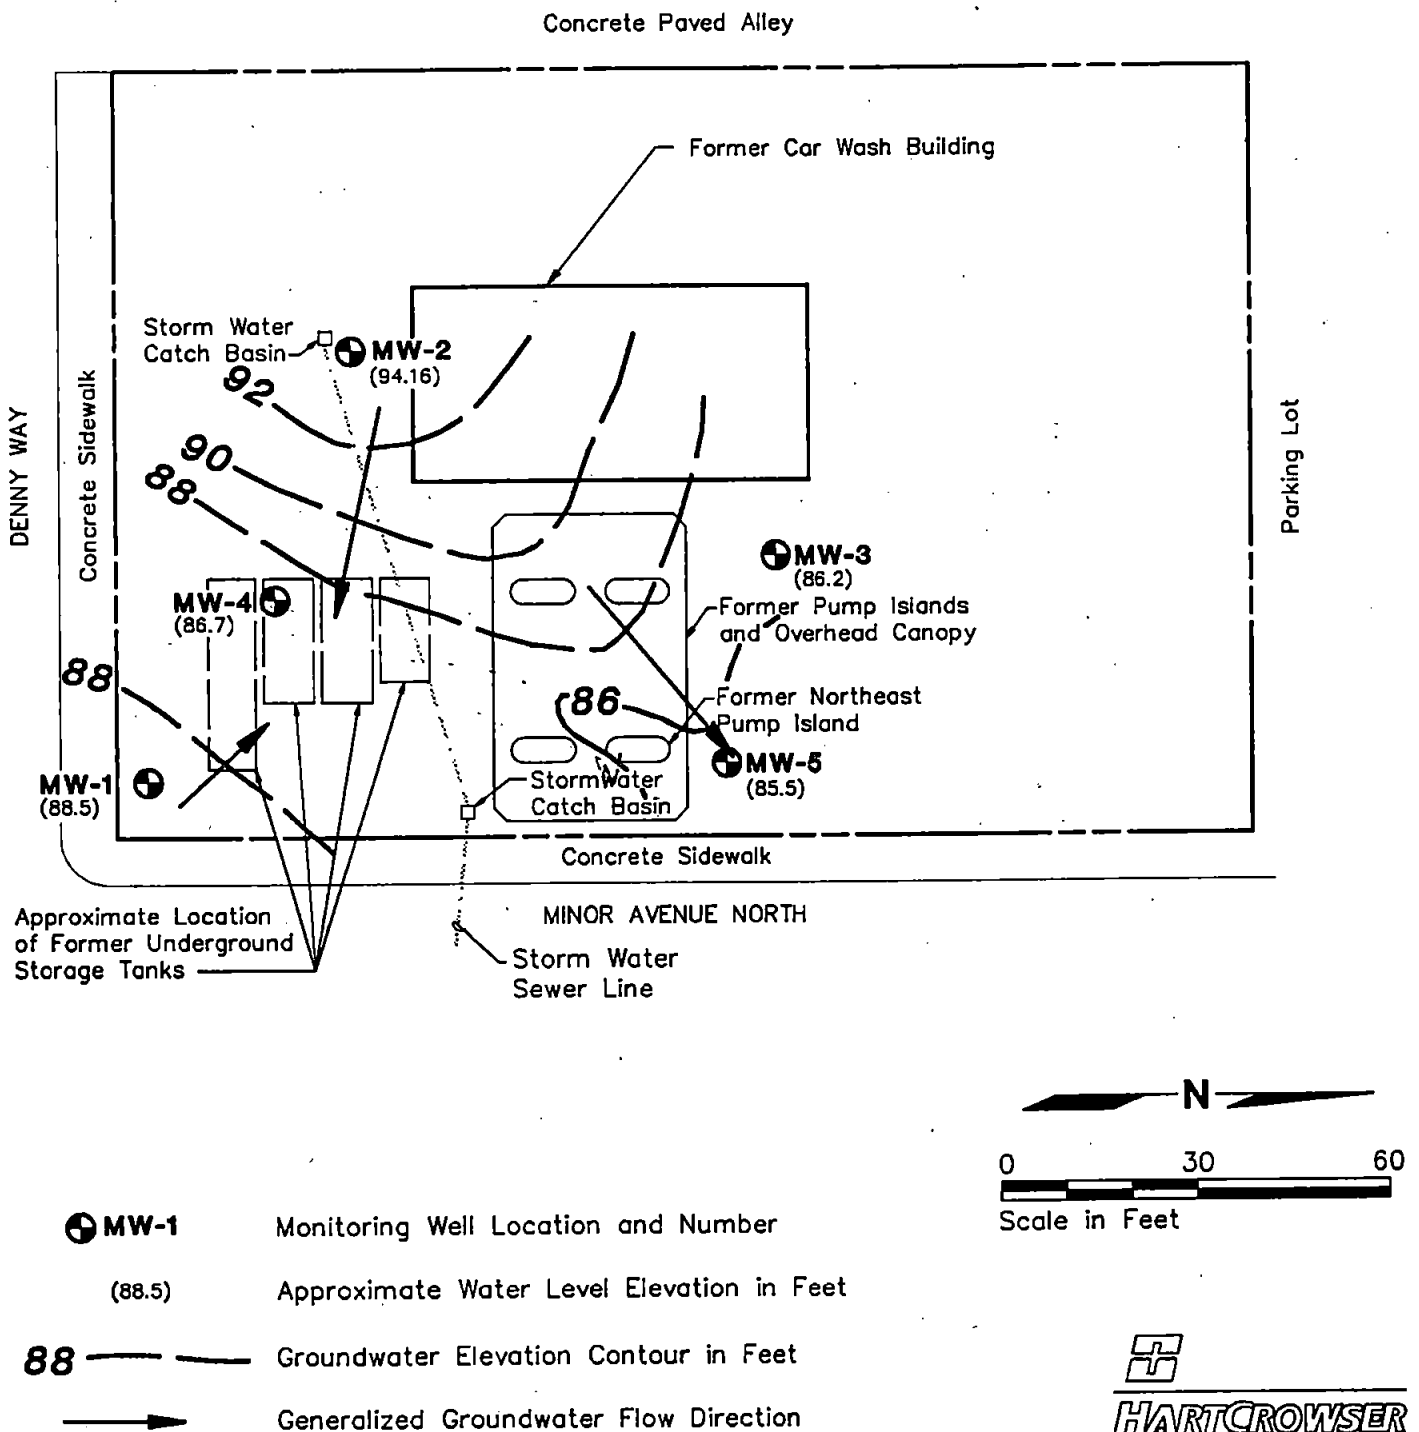 Concrete Paved Alley
Former Car Wash Building
Storm Water
Catch Basin
MW-2
(94.16)
92
90
88
DENNY WAY
Concrete Sidewalk
Parking Lot
MW-3
(86.2)
MW-4
(86.7)
Former Pump Islands
and Overhead Canopy
88
86
Former Northeast
Pump Island
MW-1
(88.5)
MW-5
(85.5)
StormWater
Catch Basin
Concrete Sidewalk
Approximate Location
of Former Underground
Storage Tanks
MINOR AVENUE NORTH
Storm Water
Sewer Line
N
0 30 60
Scale in Feet
MW-1 Monitoring Well Location and Number
(88.5) Approximate Water Level Elevation in Feet
88 Groundwater Elevation Contour in Feet
Generalized Groundwater Flow Direction
HARTCROWSER